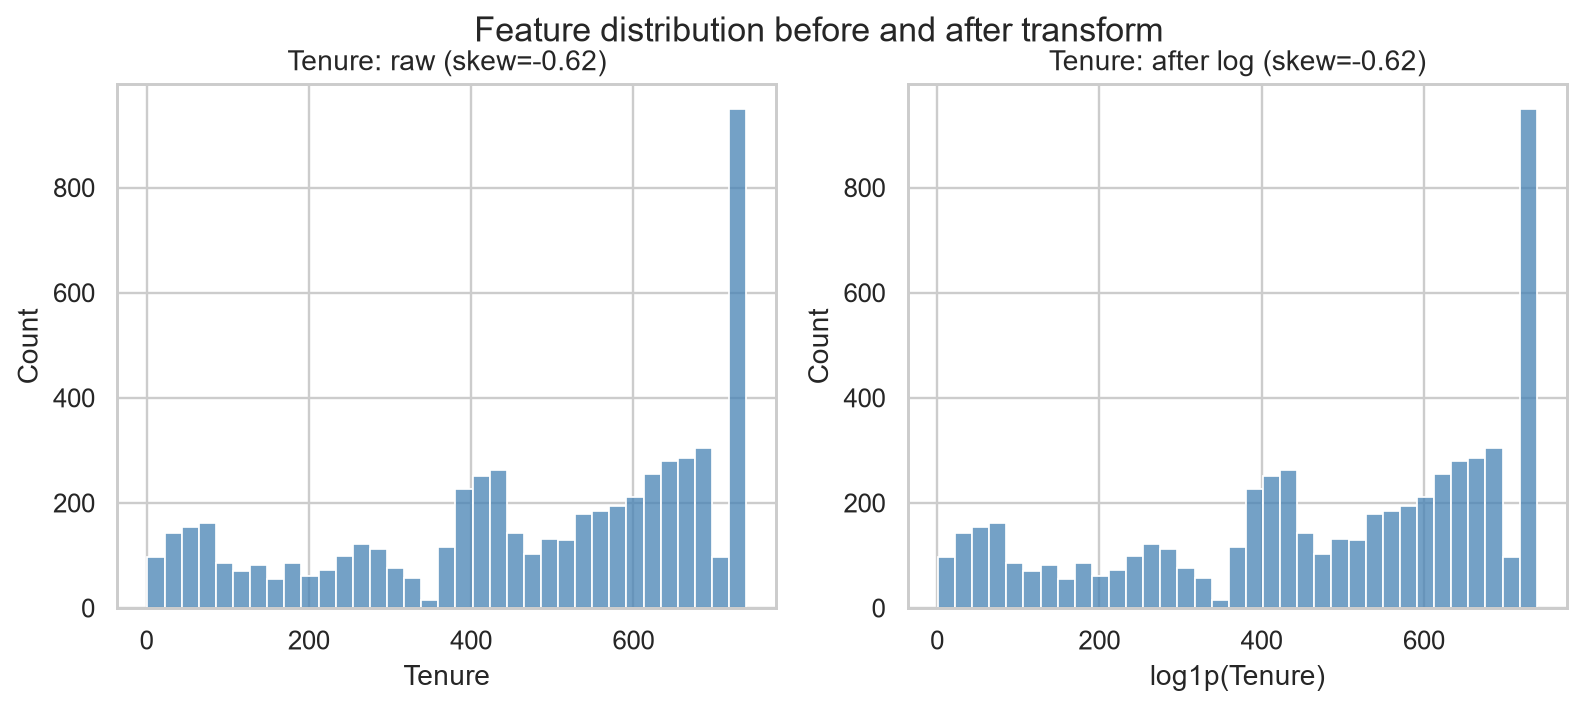 Feature distribution before and after transform
Tenure: raw (skew=-0.62)
800
600
400
200
0
Count
0 200 400 600
Tenure
Tenure: after log (skew=-0.62)
800
600
400
200
0
Count
0 200 400 600
log1p(Tenure)